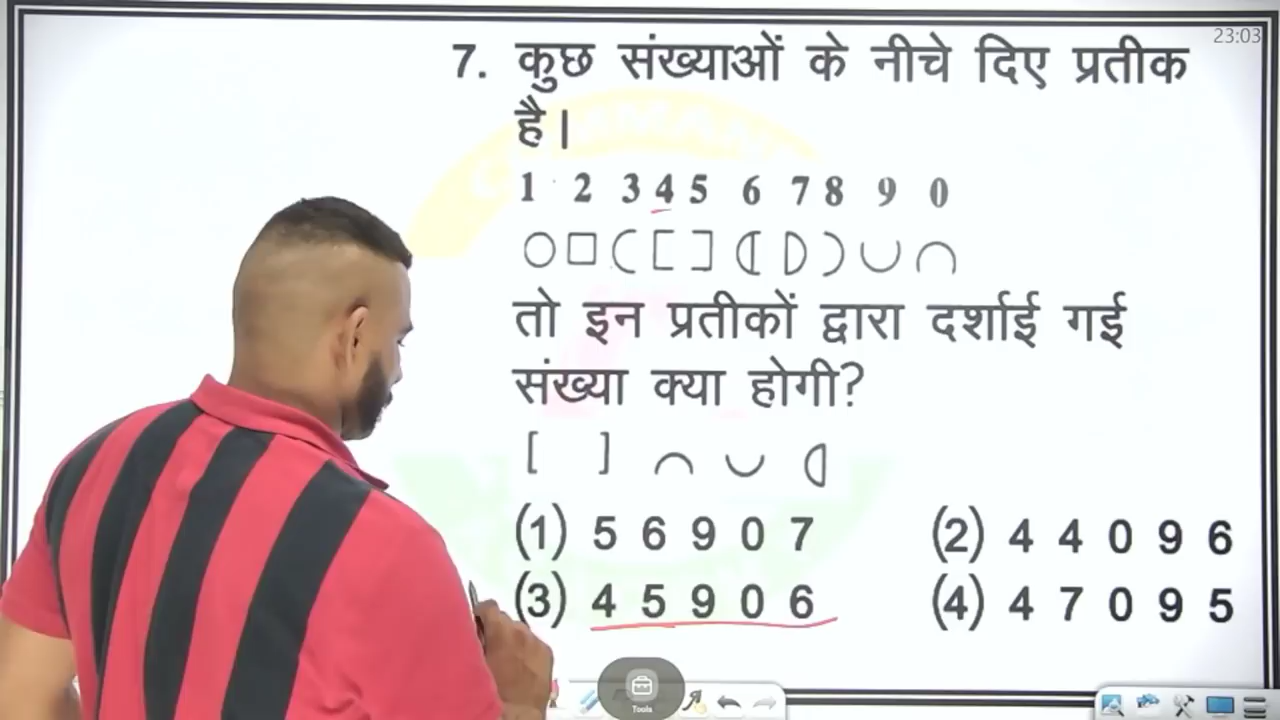 23:03
7. कुछ संख्याओं के नीचे दिए प्रतीक
है।
1 2 3 4 5 6 7 8 9 0
○ □ ( [ ] ◖ D ) ∪ ∩
तो इन प्रतीकों द्वारा दर्शाई गई
संख्या क्या होगी?
[ ] ∩ ∪ ◖
(1) 5 6 9 0 7 (2) 4 4 0 9 6
(3) 4 5 9 0 6 (4) 4 7 0 9 5
Tools